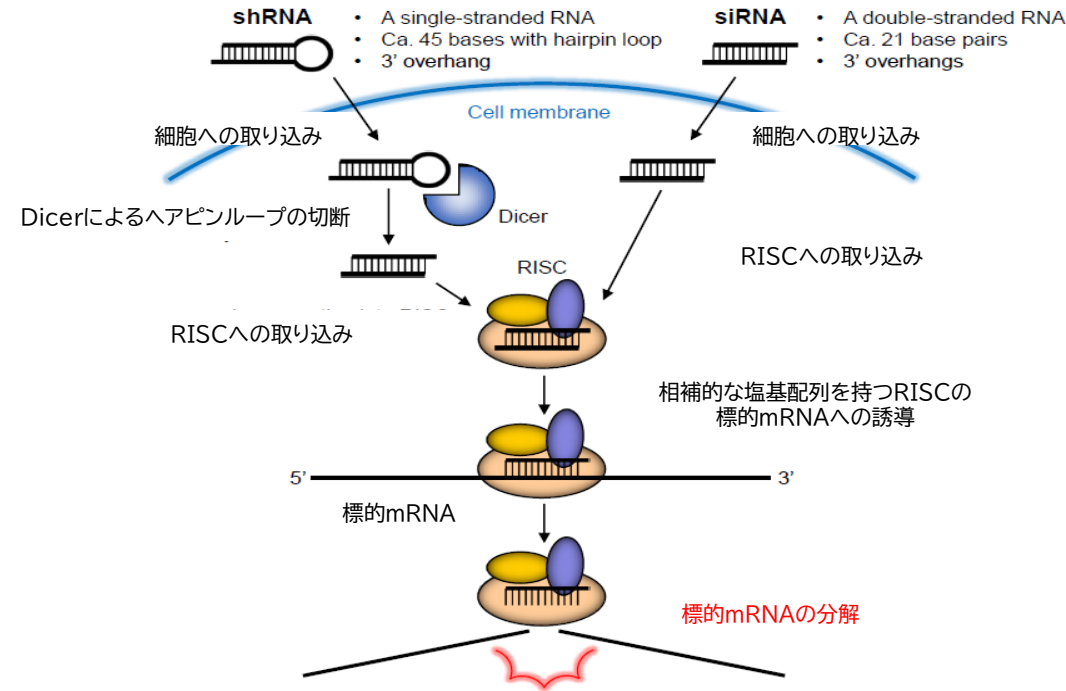 shRNA
• A single-stranded RNA
• Ca. 45 bases with hairpin loop
• 3’ overhang
siRNA
• A double-stranded RNA
• Ca. 21 base pairs
• 3’ overhangs
Cell membrane
細胞への取り込み
細胞への取り込み
Dicerによるヘアピンループの切断
Dicer
RISCへの取り込み
RISC
RISCへの取り込み
相補的な塩基配列を持つRISCの
標的mRNAへの誘導
5’
3’
標的mRNA
標的mRNAの分解